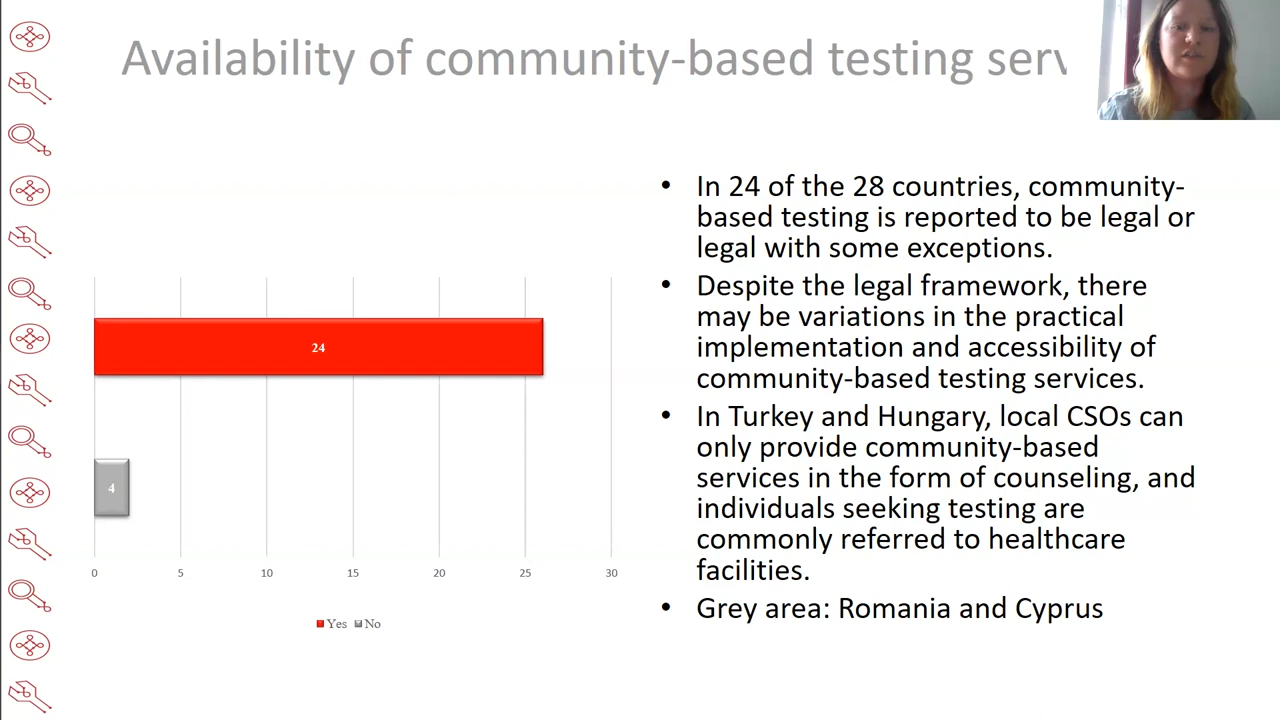 Availability of community-based testing serv
24
4
0 5 10 15 20 25 30
Yes No
• In 24 of the 28 countries, community-
based testing is reported to be legal or
legal with some exceptions.
• Despite the legal framework, there
may be variations in the practical
implementation and accessibility of
community-based testing services.
• In Turkey and Hungary, local CSOs can
only provide community-based
services in the form of counseling, and
individuals seeking testing are
commonly referred to healthcare
facilities.
• Grey area: Romania and Cyprus